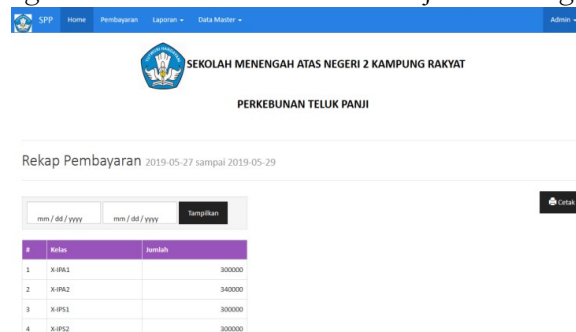 SPP Home Pembayaran Laporan Data Master Admin
SEKOLAH MENENGAH ATAS NEGERI 2 KAMPUNG RAKYAT
PERKEBUNAN TELUK PANJI
Rekap Pembayaran 2019-05-27 sampai 2019-05-29
mm / dd / yyyy mm / dd / yyyy Tampilkan Cetak
# Kelas Jumlah
1 X-IPA1 300000
2 X-IPA2 340000
3 X-IPS1 300000
4 X-IPS2 300000